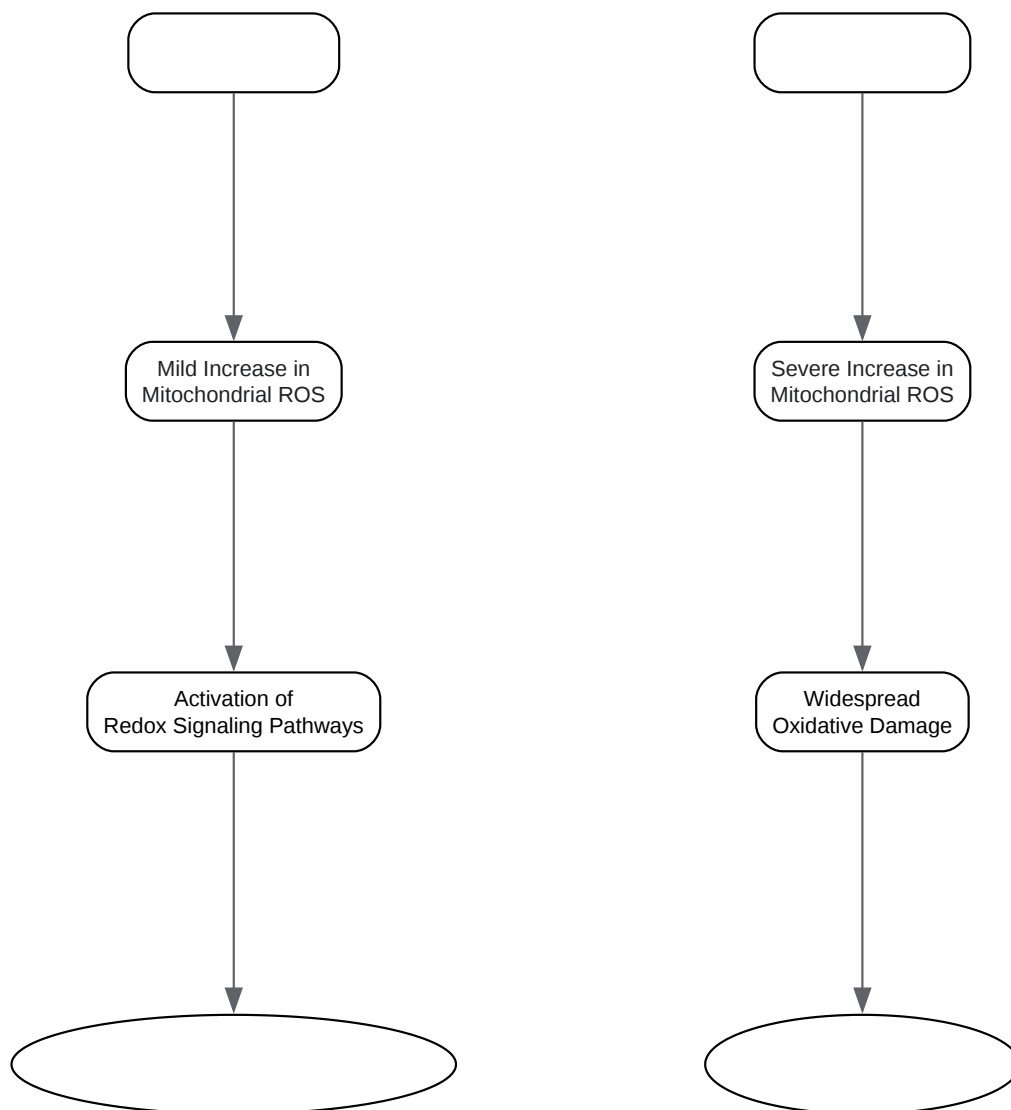 Mild Increase in
Mitochondrial ROS
Severe Increase in
Mitochondrial ROS
Activation of
Redox Signaling Pathways
Widespread
Oxidative Damage